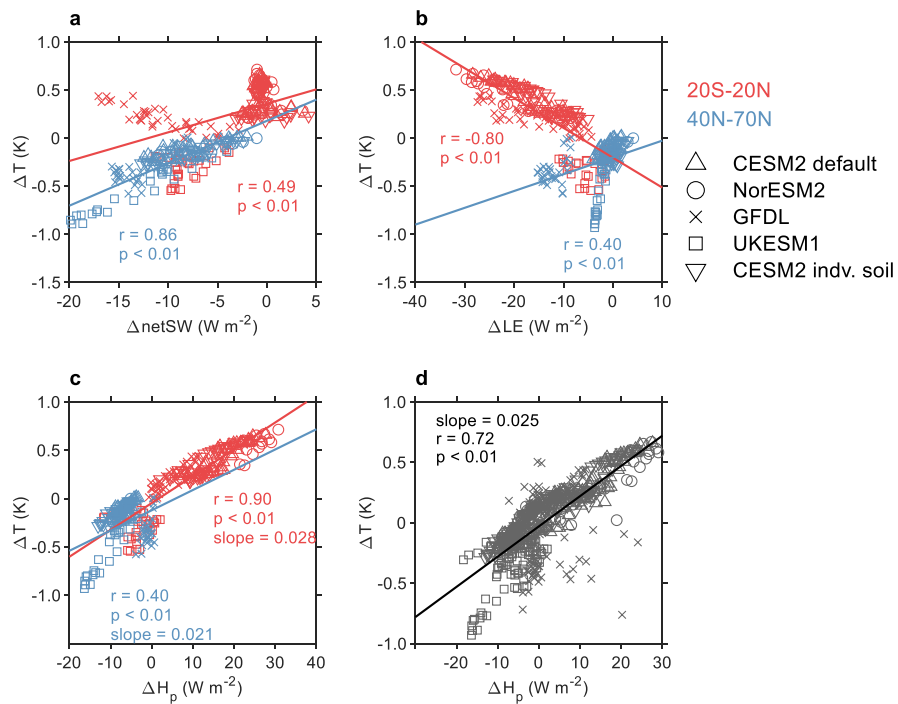 a
1.0
0.5
0
-0.5
-1.0
-1.5
ΔT (K)
r = 0.49
p < 0.01
r = 0.86
p < 0.01
-20 -15 -10 -5 0 5
ΔnetSW (W m-2)
b
1.0
0.5
0
-0.5
-1.0
-1.5
ΔT (K)
r = -0.80
p < 0.01
r = 0.40
p < 0.01
-40 -30 -20 -10 0 10
ΔLE (W m-2)
20S-20N
40N-70N
CESM2 default
NorESM2
GFDL
UKESM1
CESM2 indv. soil
c
1.0
0.5
0
-0.5
-1.0
ΔT (K)
r = 0.90
p < 0.01
slope = 0.028
r = 0.40
p < 0.01
slope = 0.021
-20 -10 0 10 20 30 40
ΔHp (W m-2)
d
1.0
0.5
0
-0.5
-1.0
ΔT (K)
slope = 0.025
r = 0.72
p < 0.01
-30 -20 -10 0 10 20 30
ΔHp (W m-2)